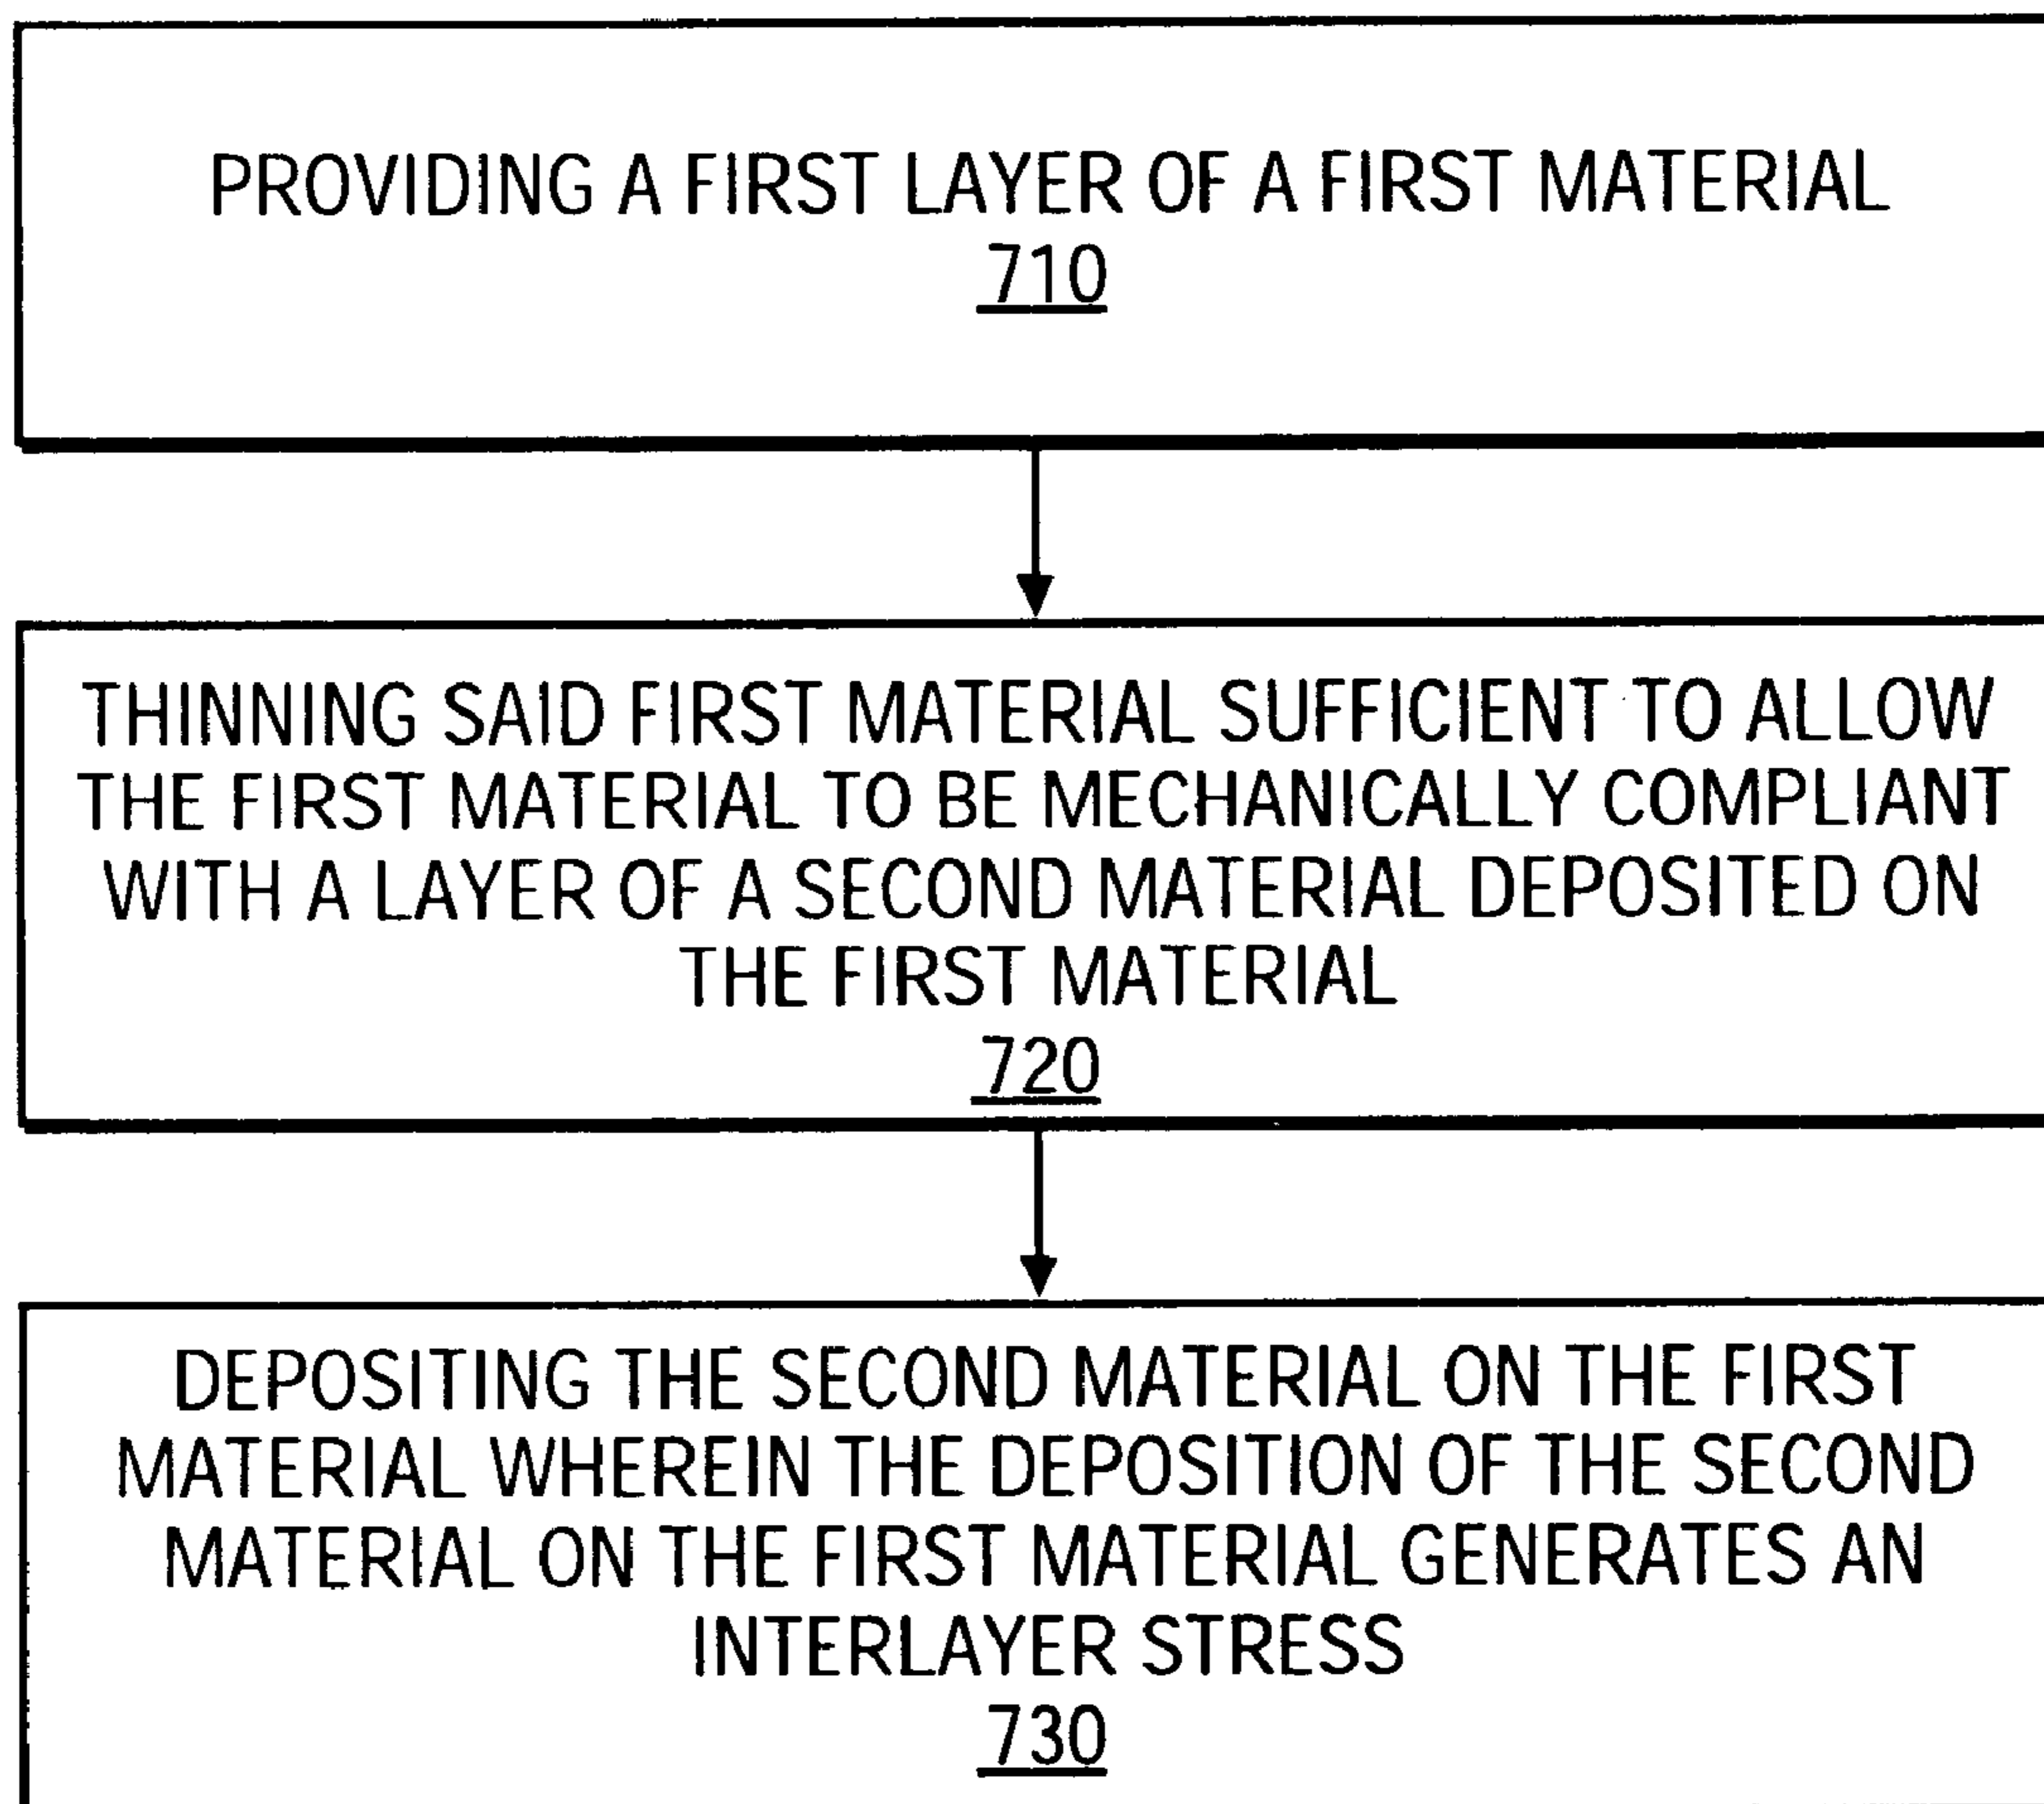 PROVIDING A FIRST LAYER OF A FIRST MATERIAL
710
THINNING SAID FIRST MATERIAL SUFFICIENT TO ALLOW
THE FIRST MATERIAL TO BE MECHANICALLY COMPLIANT
WITH A LAYER OF A SECOND MATERIAL DEPOSITED ON
THE FIRST MATERIAL
720
DEPOSITING THE SECOND MATERIAL ON THE FIRST
MATERIAL WHEREIN THE DEPOSITION OF THE SECOND
MATERIAL ON THE FIRST MATERIAL GENERATES AN
INTERLAYER STRESS
730